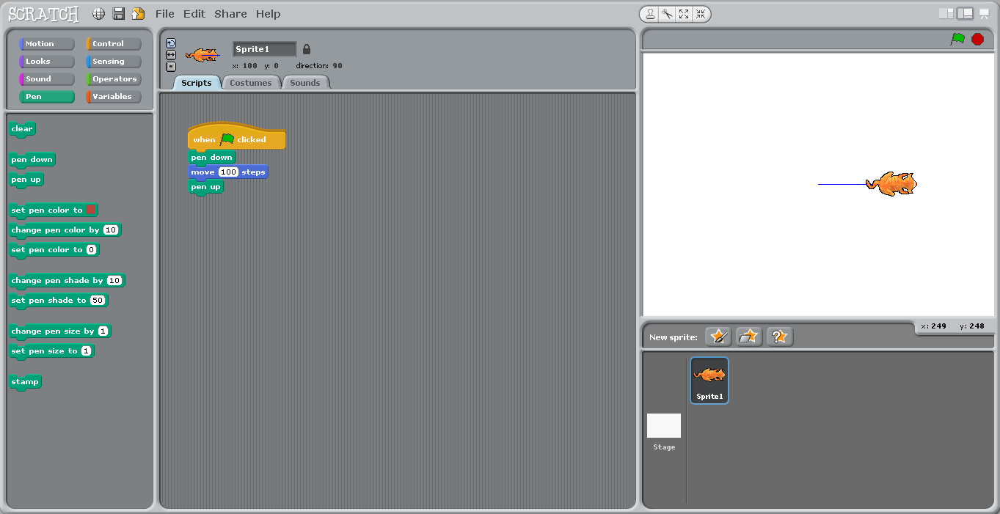 SCRATCH File Edit Share Help
Motion Control
Looks Sensing
Sound Operators
Pen Variables
clear
pen down
pen up
set pen color to
change pen color by 10
set pen color to 0
change pen shade by 10
set pen shade to 50
change pen size by 1
set pen size to 1
stamp
Sprite1
x: 100 y: 0 direction: 90
Scripts Costumes Sounds
when clicked
pen down
move 100 steps
pen up
x: 249 y: 248
New sprite:
Sprite1
Stage